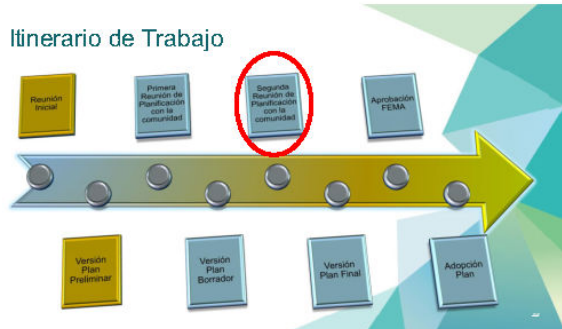 Itinerario de Trabajo
Reunión
Inicial
Primera
Reunión de
Planificación
con la
comunidad
Segunda
Reunión de
Planificación
con la
comunidad
Aprobación
FEMA
Versión
Plan
Preliminar
Versión
Plan
Borrador
Versión
Plan Final
Adopción
Plan